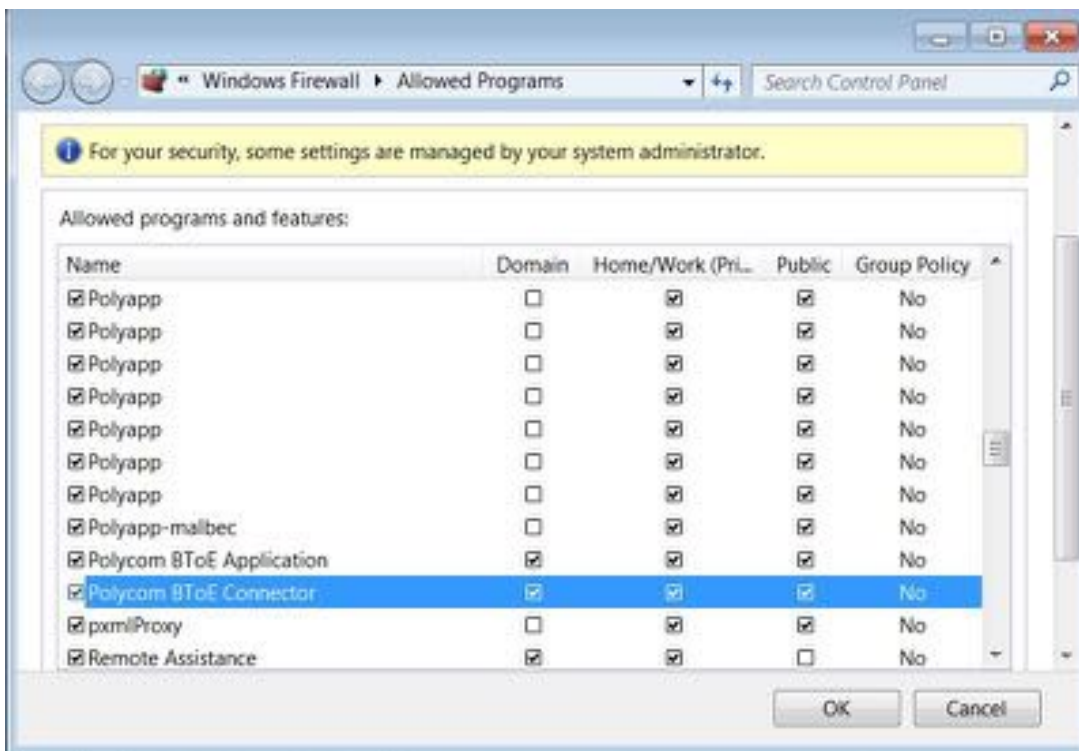 « Windows Firewall ▸ Allowed Programs Search Control Panel
For your security, some settings are managed by your system administrator.
Allowed programs and features:
Name Domain Home/Work (Pri... Public Group Policy
Polyapp No
Polyapp No
Polyapp No
Polyapp No
Polyapp No
Polyapp No
Polyapp No
Polyapp-malbec No
Polycom BToE Application No
Polycom BToE Connector No
pxmlProxy No
Remote Assistance No
OK Cancel